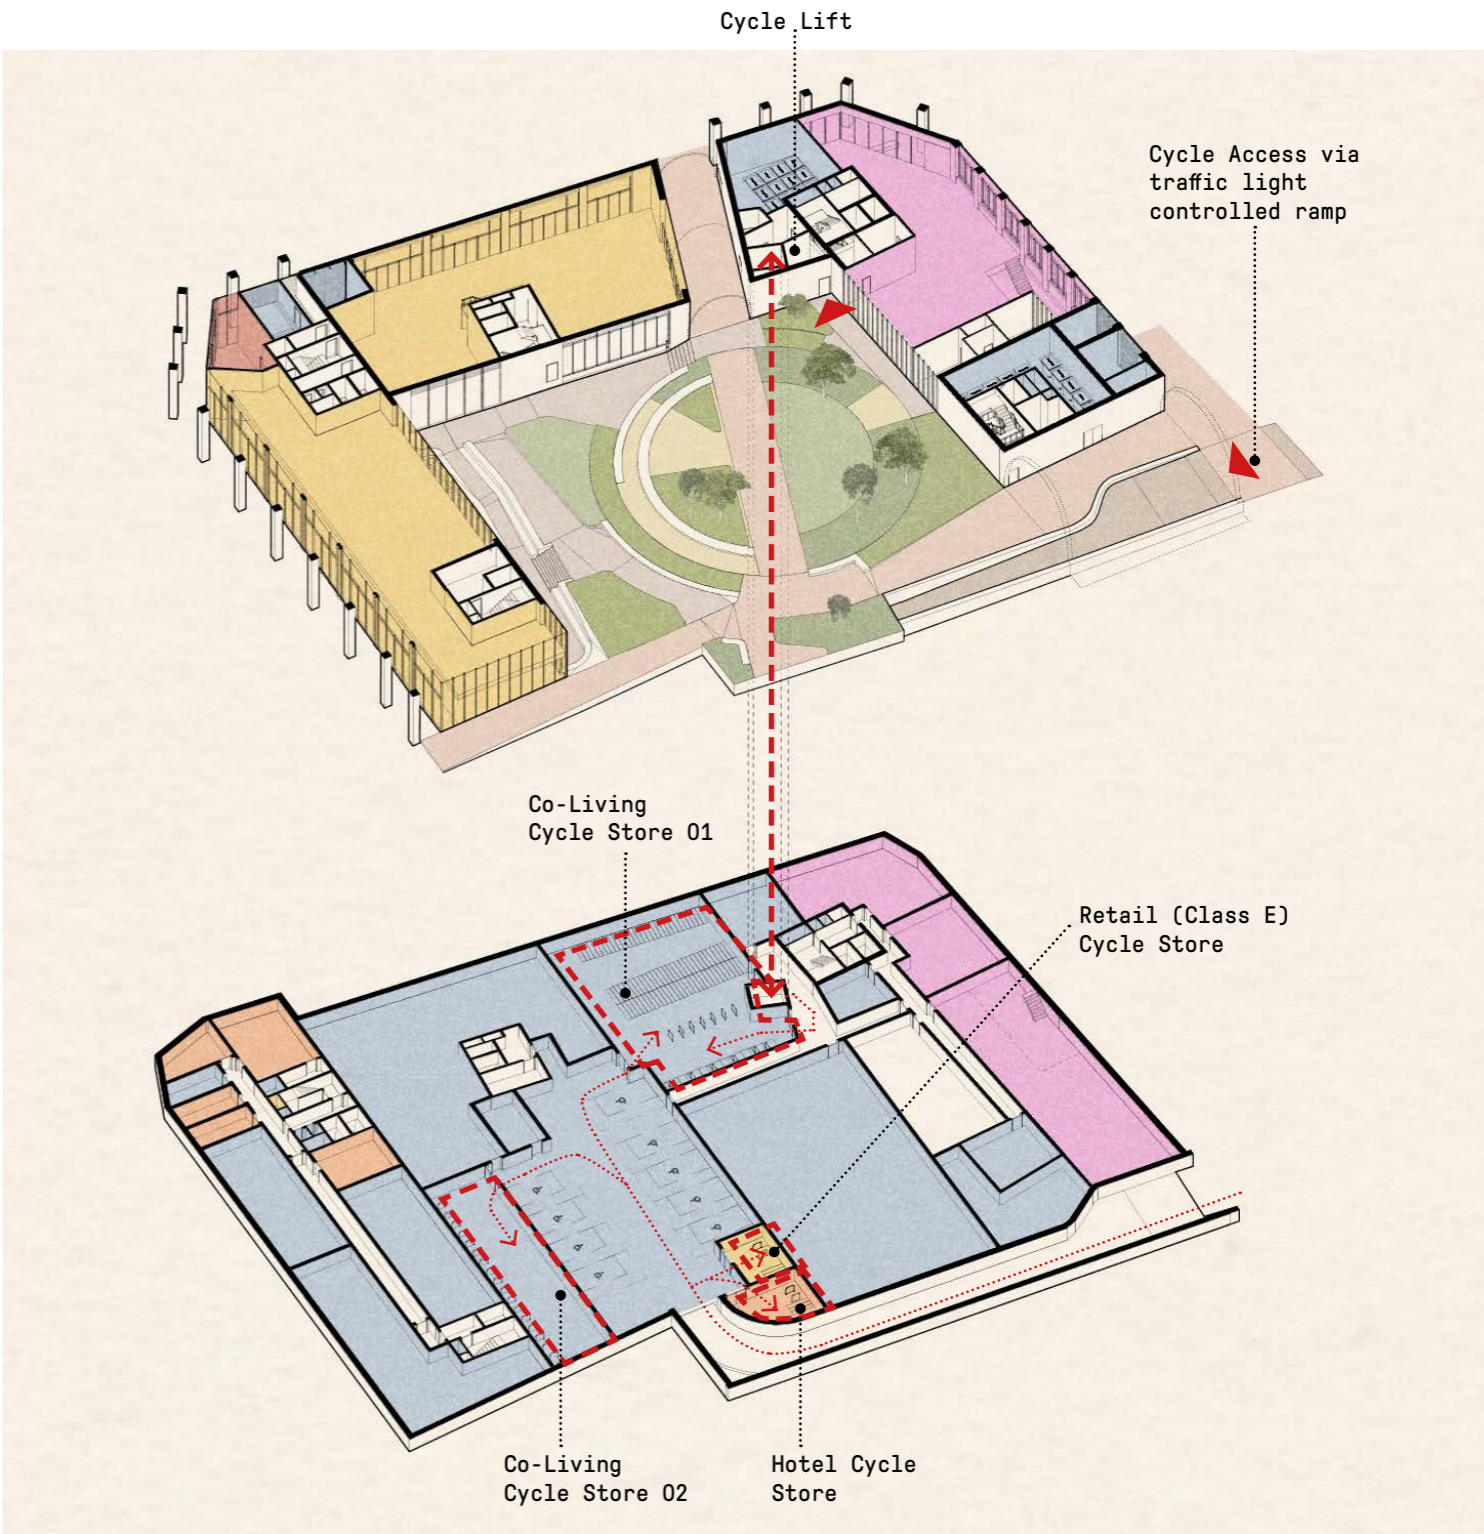 Cycle Lift
Cycle Access via
traffic light
controlled ramp
Co-Living
Cycle Store 01
Retail (Class E)
Cycle Store
Co-Living
Cycle Store 02
Hotel Cycle
Store